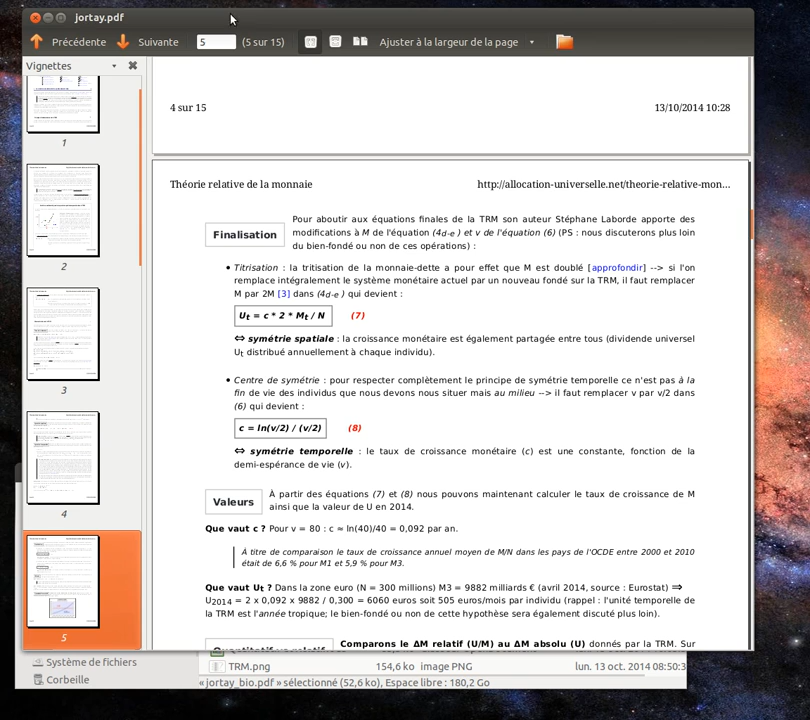 jortay.pdf
Précédente Suivante 5 (5 sur 15) Ajuster à la largeur de la page
Vignettes
1
2
3
4
5
4 sur 15 13/10/2014 10:28
Théorie relative de la monnaie http://allocation-universelle.net/theorie-relative-mon...
Finalisation
Pour aboutir aux équations finales de la TRM son auteur Stéphane Laborde apporte des
modifications à M de l'équation (4d-e ) et v de l'équation (6) (PS : nous discuterons plus loin
du bien-fondé ou non de ces opérations) :
• Titrisation : la tritisation de la monnaie-dette a pour effet que M est doublé [approfondir] --> si l'on
remplace intégralement le système monétaire actuel par un nouveau fondé sur la TRM, il faut remplacer
M par 2M [3] dans (4d-e ) qui devient :
Ut = c * 2 * Mt / N (7)
⇔ symétrie spatiale : la croissance monétaire est également partagée entre tous (dividende universel
Ut distribué annuellement à chaque individu).
• Centre de symétrie : pour respecter complètement le principe de symétrie temporelle ce n'est pas à la
fin de vie des individus que nous devons nous situer mais au milieu --> il faut remplacer v par v/2 dans
(6) qui devient :
c = ln(v/2) / (v/2) (8)
⇔ symétrie temporelle : le taux de croissance monétaire (c) est une constante, fonction de la
demi-espérance de vie (v).
Valeurs
À partir des équations (7) et (8) nous pouvons maintenant calculer le taux de croissance de M
ainsi que la valeur de U en 2014.
Que vaut c ? Pour v = 80 : c ≃ ln(40)/40 = 0,092 par an.
À titre de comparaison le taux de croissance annuel moyen de M/N dans les pays de l'OCDE entre 2000 et 2010
était de 6,6 % pour M1 et 5,9 % pour M3.
Que vaut Ut ? Dans la zone euro (N = 300 millions) M3 = 9882 milliards € (avril 2014, source : Eurostat) ⇒
U2014 = 2 x 0,092 x 9882 / 0,300 = 6060 euros soit 505 euros/mois par individu (rappel : l'unité temporelle de
la TRM est l'année tropique; le bien-fondé ou non de cette hypothèse sera également discuté plus loin).
Quantitatif vs relatif
Comparons le ΔM relatif (U/M) au ΔM absolu (U) donnés par la TRM. Sur
Système de fichiers
Corbeille
TRM.png 154,6 ko image PNG lun. 13 oct. 2014 08:50:3
« jortay_bio.pdf » sélectionné (52,6 ko), Espace libre : 180,2 Go